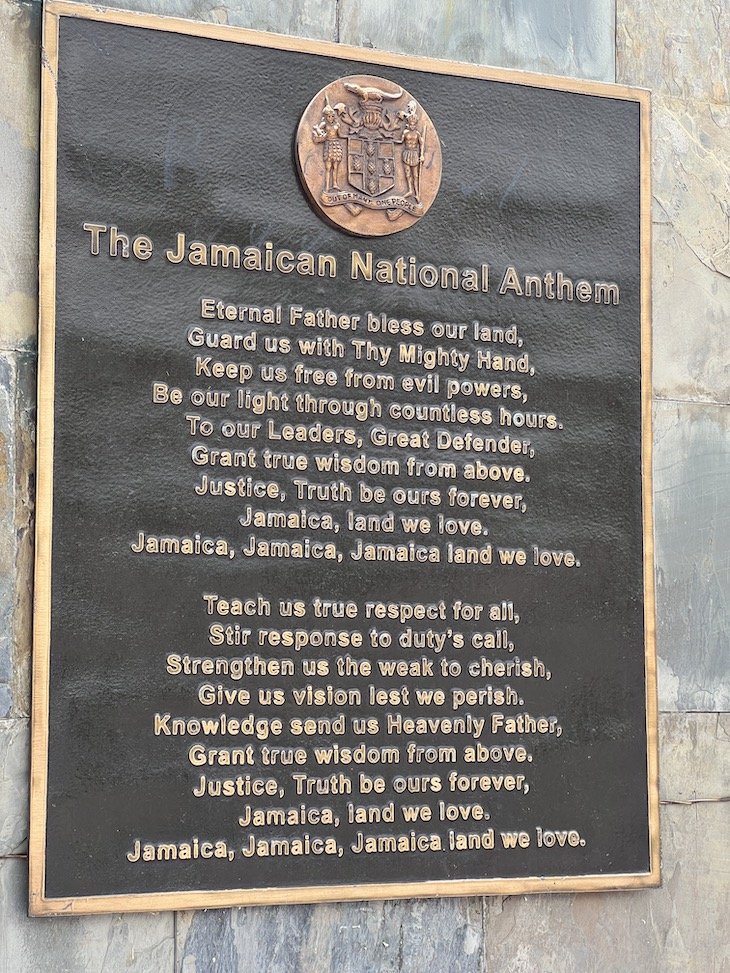 OUT OF MANY ONE PEOPLE
The Jamaican National Anthem
Eternal Father bless our land,
Guard us with Thy Mighty Hand,
Keep us free from evil powers,
Be our light through countless hours.
To our Leaders, Great Defender,
Grant true wisdom from above.
Justice, Truth be ours forever,
Jamaica, land we love.
Jamaica, Jamaica, Jamaica land we love.
Teach us true respect for all,
Stir response to duty's call,
Strengthen us the weak to cherish,
Give us vision lest we perish.
Knowledge send us Heavenly Father,
Grant true wisdom from above.
Justice, Truth be ours forever,
Jamaica, land we love.
Jamaica, Jamaica, Jamaica land we love.